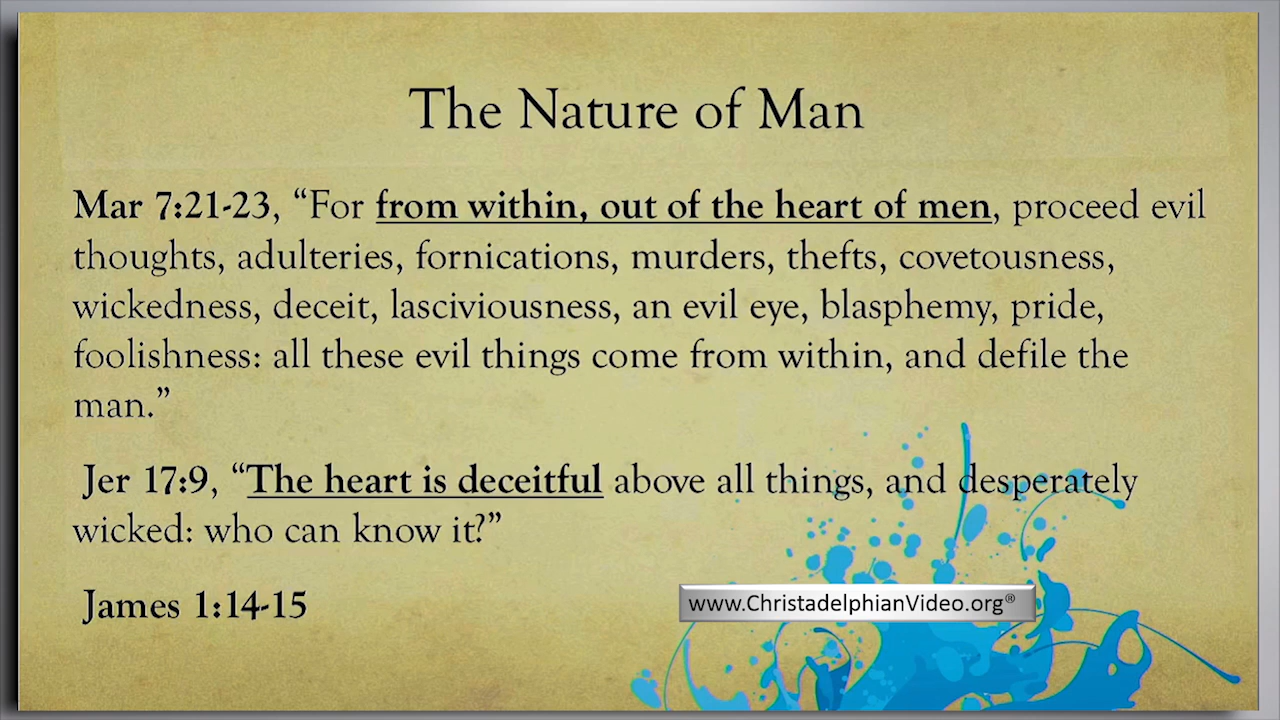 The Nature of Man
Mar 7:21-23, “For from within, out of the heart of men, proceed evil
thoughts, adulteries, fornications, murders, thefts, covetousness,
wickedness, deceit, lasciviousness, an evil eye, blasphemy, pride,
foolishness: all these evil things come from within, and defile the
man.”
Jer 17:9, “The heart is deceitful above all things, and desperately
wicked: who can know it?”
James 1:14-15
www.ChristadelphianVideo.org®